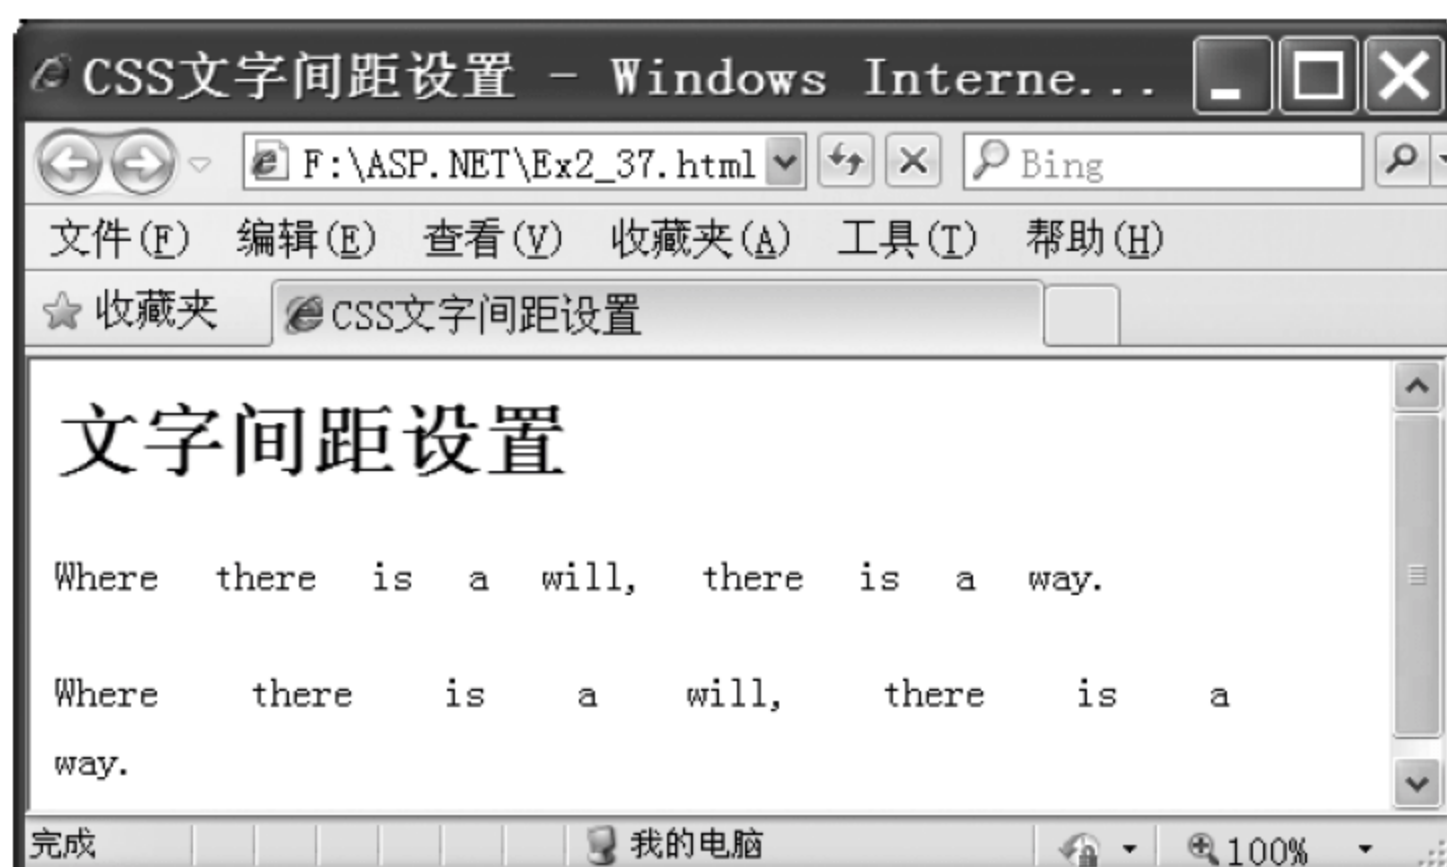 CSS文字间距设置 - Windows Interne...
F:\ASP.NET\Ex2_37.html Bing
文件(F) 编辑(E) 查看(V) 收藏夹(A) 工具(T) 帮助(H)
收藏夹 CSS文字间距设置
文字间距设置
Where there is a will, there is a way.
Where there is a will, there is a
way.
完成 我的电脑 100%